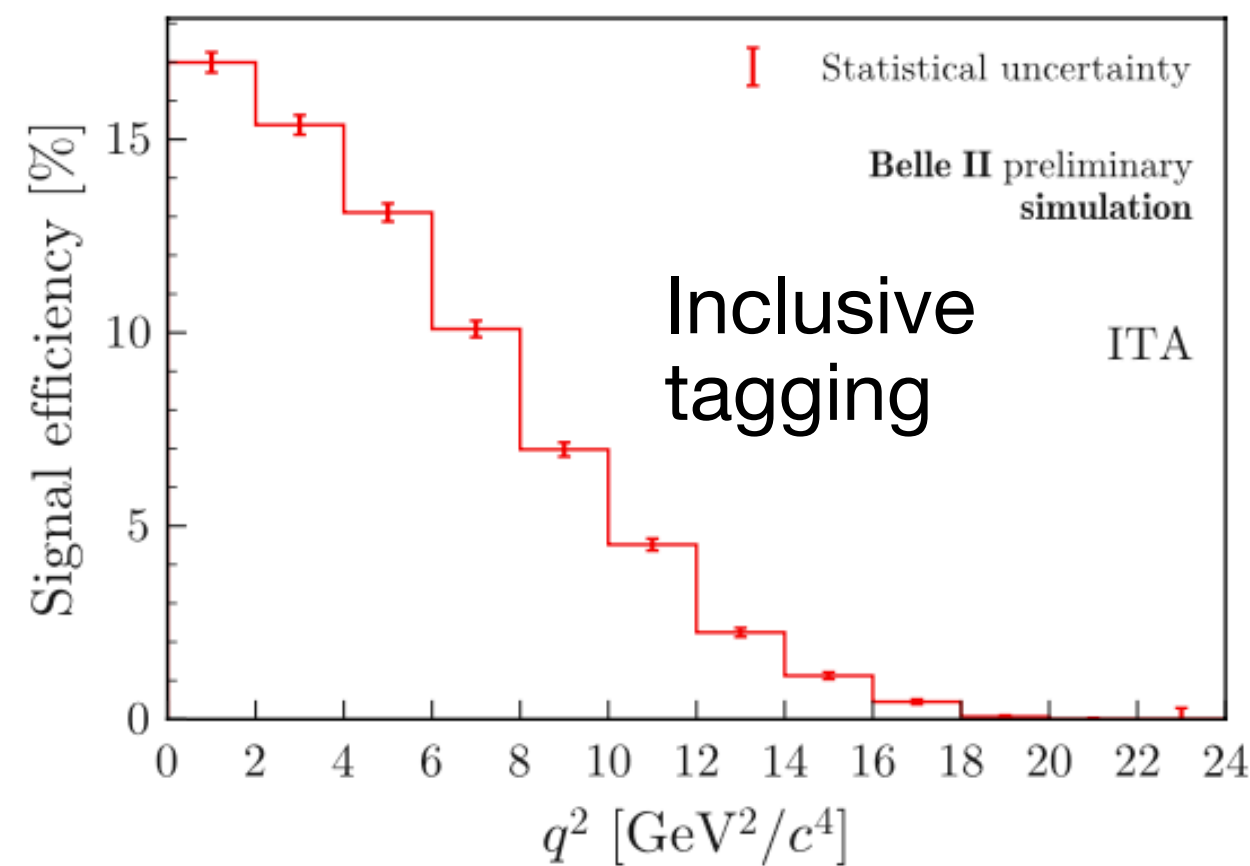 Statistical uncertainty
Belle II preliminary
simulation
Inclusive
tagging
ITA
Signal efficiency [%]
15
10
5
0
0 2 4 6 8 10 12 14 16 18 20 22 24
q² [GeV²/c⁴]